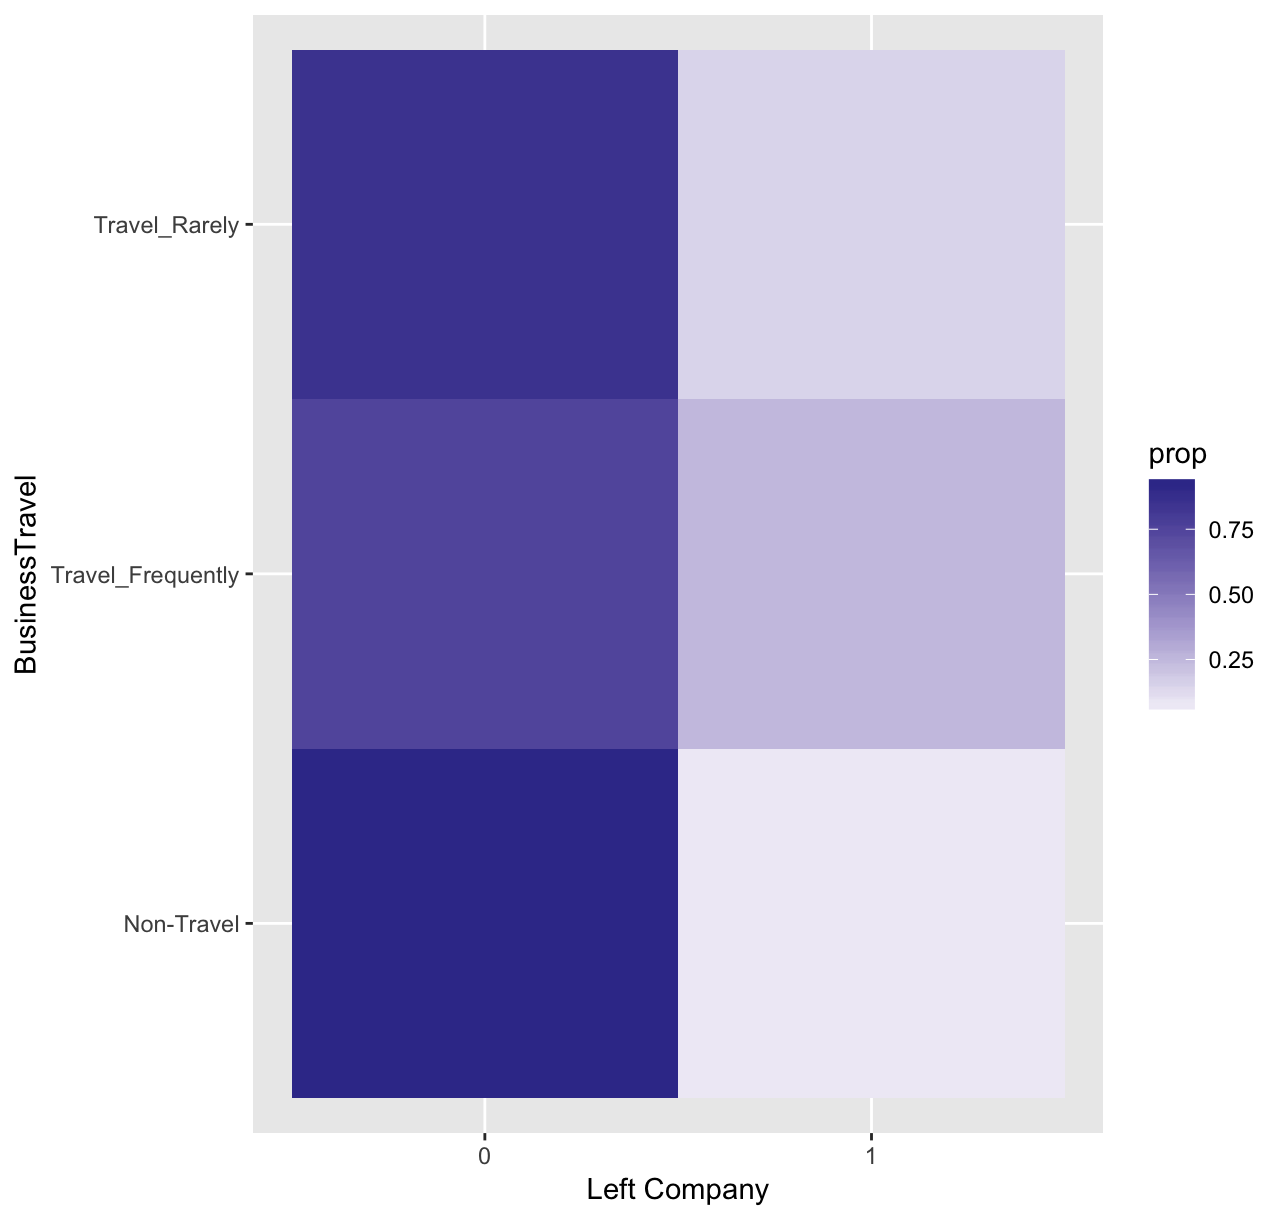 BusinessTravel
Travel_Rarely
Travel_Frequently
Non-Travel
0
1
Left Company
prop
0.75
0.50
0.25